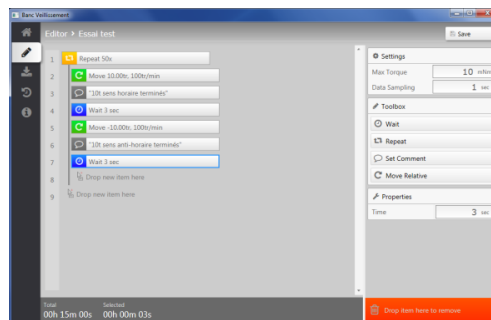 Banc Veillissement
Editor > Essai test
Save
1 Repeat 50x
2 Move 10.00tr, 100tr/min
3 "10t sens horaire terminés"
4 Wait 3 sec
5 Move -10.00tr, 100tr/min
6 "10t sens anti-horaire terminés"
7 Wait 3 sec
8 Drop new item here
9 Drop new item here
Settings
Max Torque 10 mNm
Data Sampling 1 sec
Toolbox
Wait
Repeat
Set Comment
Move Relative
Properties
Time 3 sec
Total Selected
00h 15m 00s 00h 00m 03s
Drop item here to remove